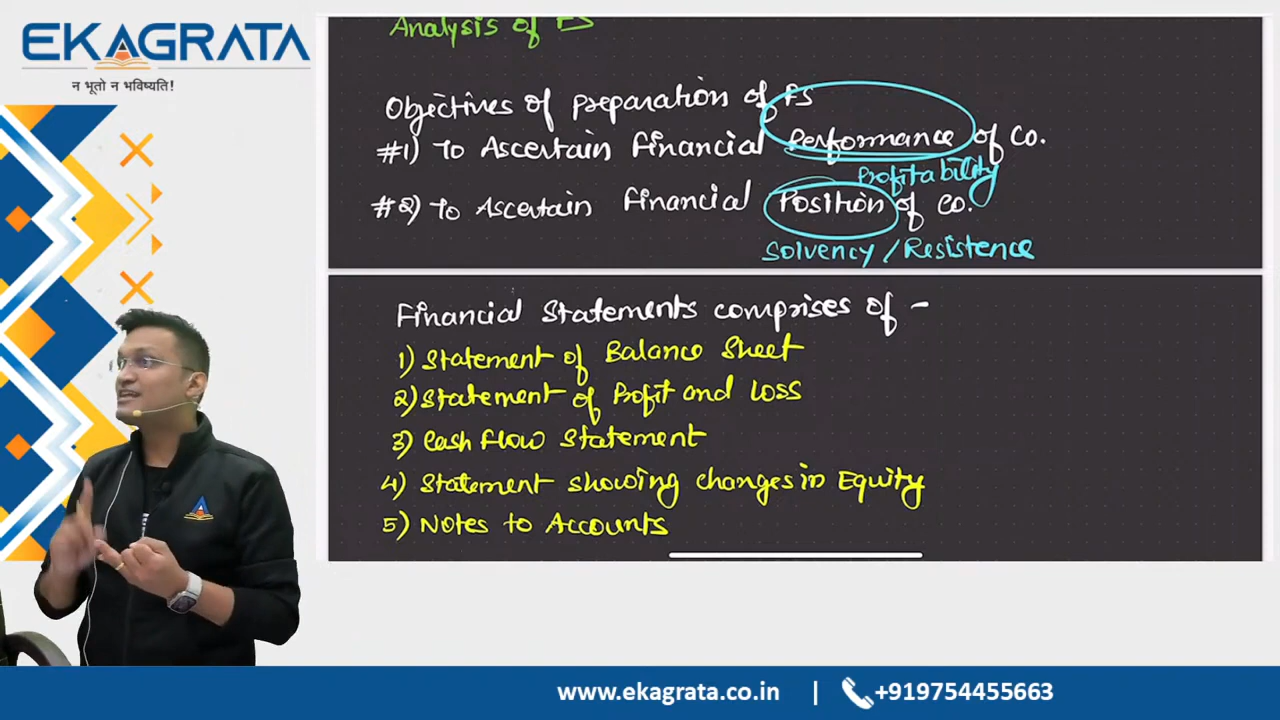 EKAGRATA
न भूतो न भविष्यति!
Analysis of FS
Objectives of preparation of FS
#1) To Ascertain Financial Performance of Co.
Profitability
#2) To Ascertain Financial Position of Co.
Solvency / Resistence
Financial Statements comprises of -
1) Statement of Balance Sheet
2) Statement of Profit and Loss
3) Cash Flow Statement
4) Statement showing changes in Equity
5) Notes to Accounts
www.ekagrata.co.in | +919754455663